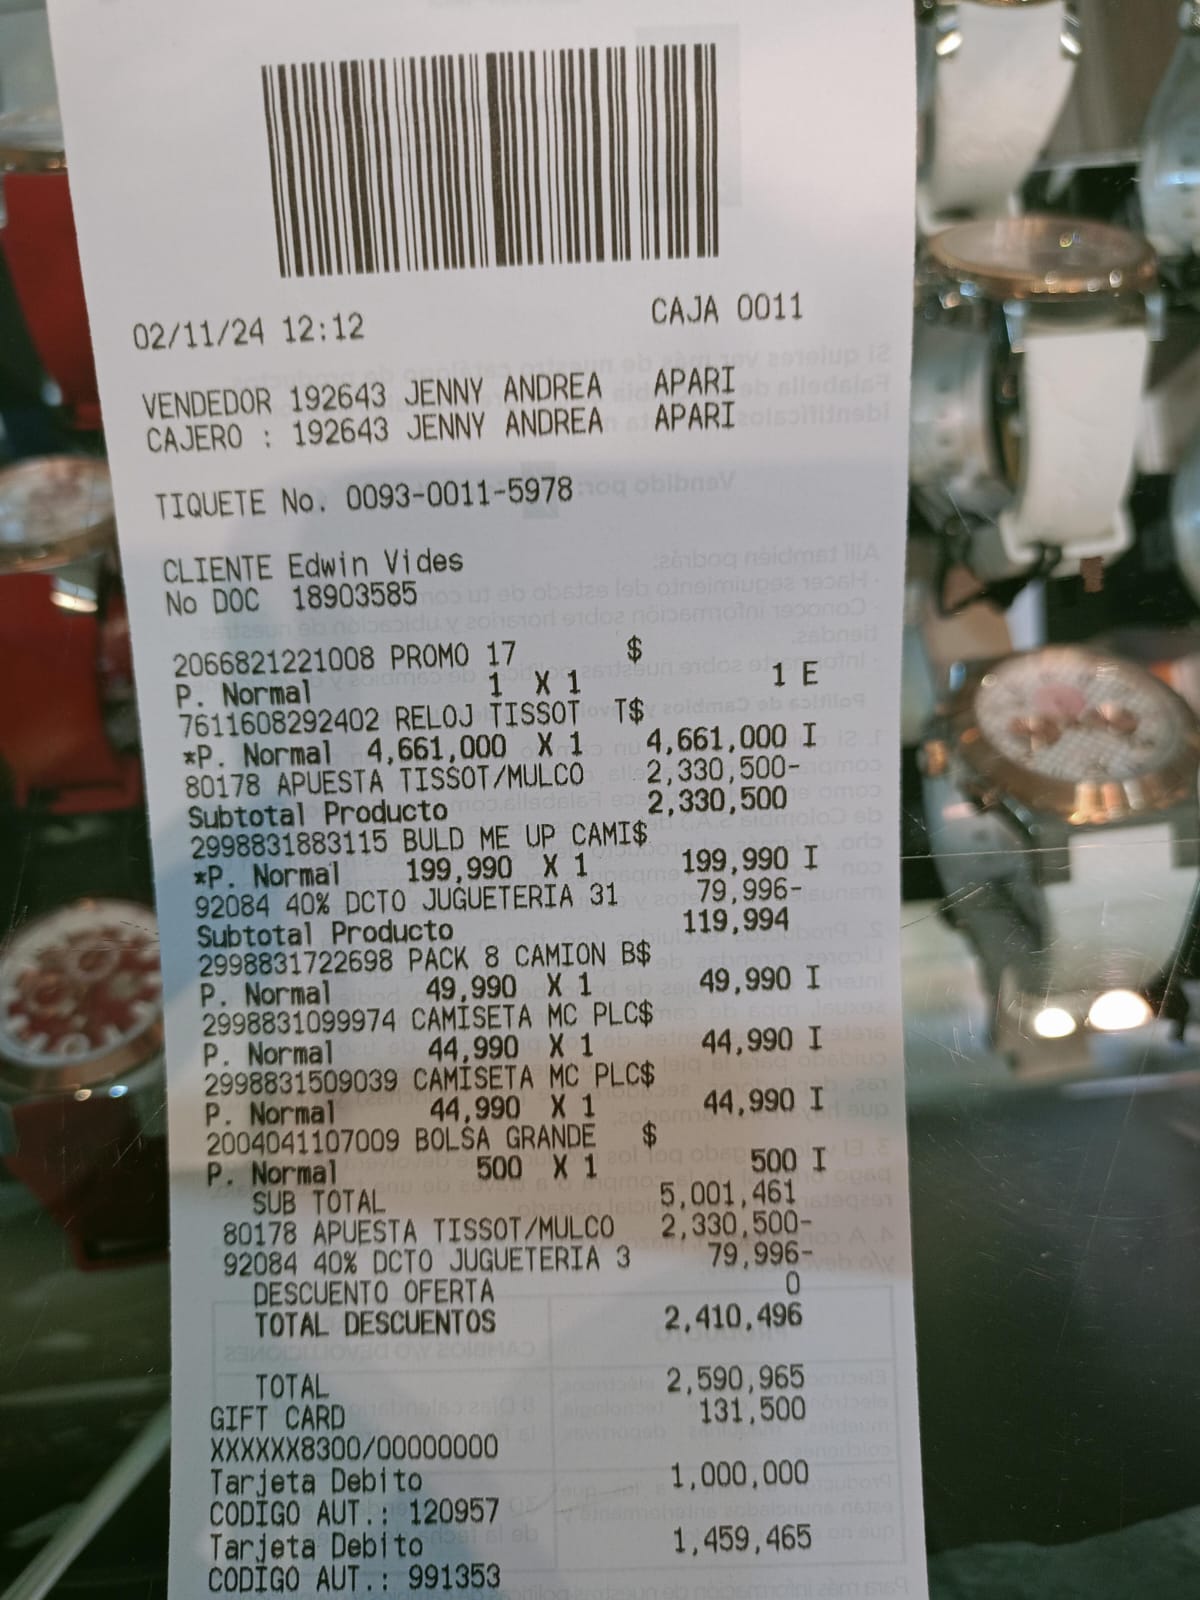 02/11/24 12:12 CAJA 0011
VENDEDOR 192643 JENNY ANDREA APARI
CAJERO : 192643 JENNY ANDREA APARI
TIQUETE No. 0093-0011-5978
CLIENTE Edwin Vides
No DOC 18903585
2066821221008 PROMO 17 $
P. Normal 1 X 1 1 E
7611608292402 RELOJ TISSOT T$
*P. Normal 4,661,000 X 1 4,661,000 I
80178 APUESTA TISSOT/MULCO 2,330,500-
Subtotal Producto 2,330,500
2998831883115 BULD ME UP CAMI$
*P. Normal 199,990 X 1 199,990 I
92084 40% DCTO JUGUETERIA 31 79,996-
Subtotal Producto 119,994
2998831722698 PACK 8 CAMION B$
P. Normal 49,990 X 1 49,990 I
2998831099974 CAMISETA MC PLC$
P. Normal 44,990 X 1 44,990 I
2998831509039 CAMISETA MC PLC$
P. Normal 44,990 X 1 44,990 I
2004041107009 BOLSA GRANDE $
P. Normal 500 X 1 500 I
SUB TOTAL 5,001,461
80178 APUESTA TISSOT/MULCO 2,330,500-
92084 40% DCTO JUGUETERIA 3 79,996-
DESCUENTO OFERTA 0
TOTAL DESCUENTOS 2,410,496
TOTAL 2,590,965
GIFT CARD 131,500
XXXXXX8300/00000000
Tarjeta Debito 1,000,000
CODIGO AUT.: 120957
Tarjeta Debito 1,459,465
CODIGO AUT.: 991353